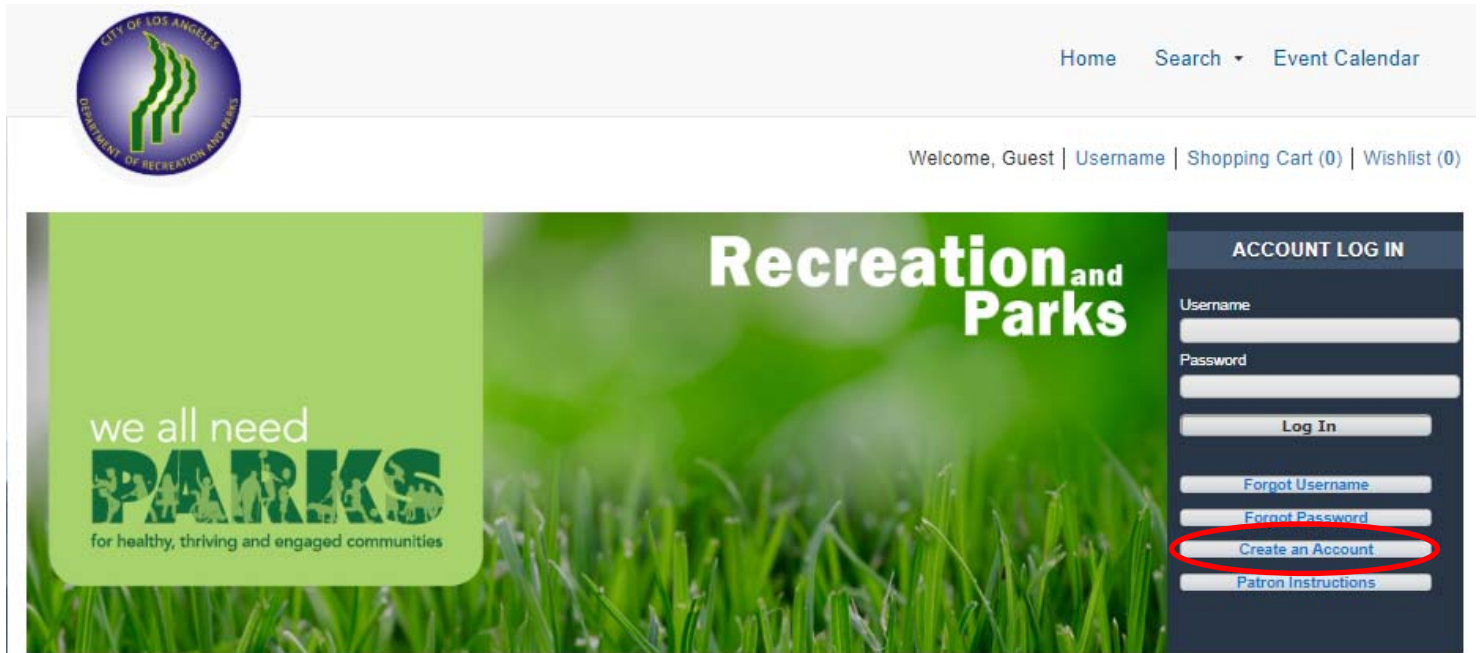 CITY OF LOS ANGELES
DEPARTMENT OF RECREATION AND PARKS
Home Search Event Calendar
Welcome, Guest | Username | Shopping Cart (0) | Wishlist (0)
Recreation and
Parks
we all need
PARKS
for healthy, thriving and engaged communities
ACCOUNT LOG IN
Username
Password
Log In
Forgot Username
Forgot Password
Create an Account
Patron Instructions